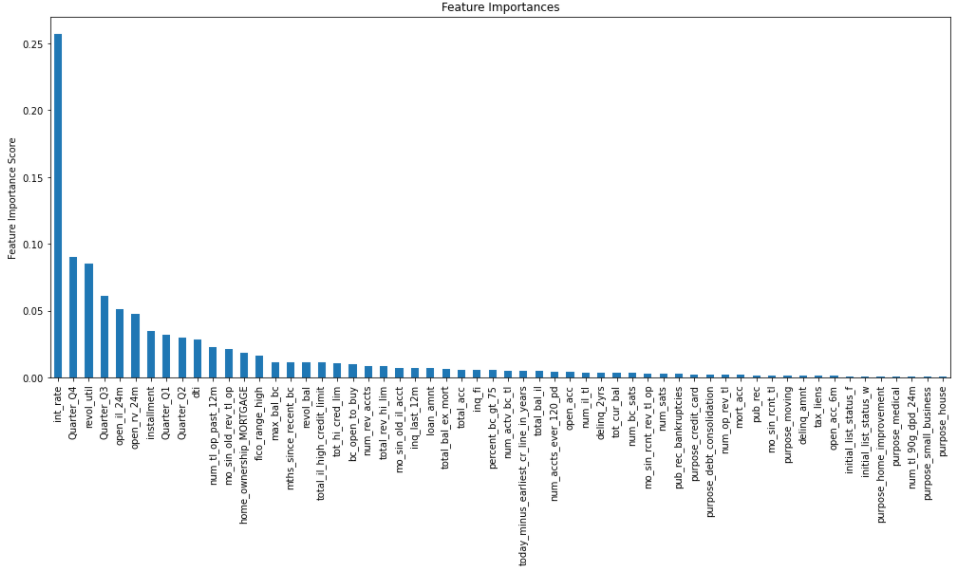 Feature Importances
Feature Importance Score
0.25
0.20
0.15
0.10
0.05
0.00
int_rate
Quarter_Q4
revol_util
Quarter_Q3
open_il_24m
open_rv_24m
installment
Quarter_Q1
Quarter_Q2
dti
num_tl_op_past_12m
mo_sin_old_rev_tl_op
home_ownership_MORTGAGE
fico_range_high
max_bal_bc
mths_since_recent_bc
revol_bal
total_il_high_credit_limit
tot_hi_cred_lim
bc_open_to_buy
num_rev_accts
total_rev_hi_lim
mo_sin_old_il_acct
inq_last_12m
loan_amnt
total_bal_ex_mort
total_acc
inq_fi
percent_bc_gt_75
num_actv_bc_tl
today_minus_earliest_cr_line_in_years
total_bal_il
num_accts_ever_120_pd
open_acc
num_il_tl
delinq_2yrs
tot_cur_bal
num_bc_sats
mo_sin_rcnt_rev_tl_op
num_sats
pub_rec_bankruptcies
purpose_credit_card
purpose_debt_consolidation
num_op_rev_tl
mort_acc
pub_rec
mo_sin_rcnt_tl
purpose_moving
delinq_amnt
tax_liens
open_acc_6m
initial_list_status_f
initial_list_status_w
purpose_home_improvement
purpose_medical
num_tl_90g_dpd_24m
purpose_small_business
purpose_house